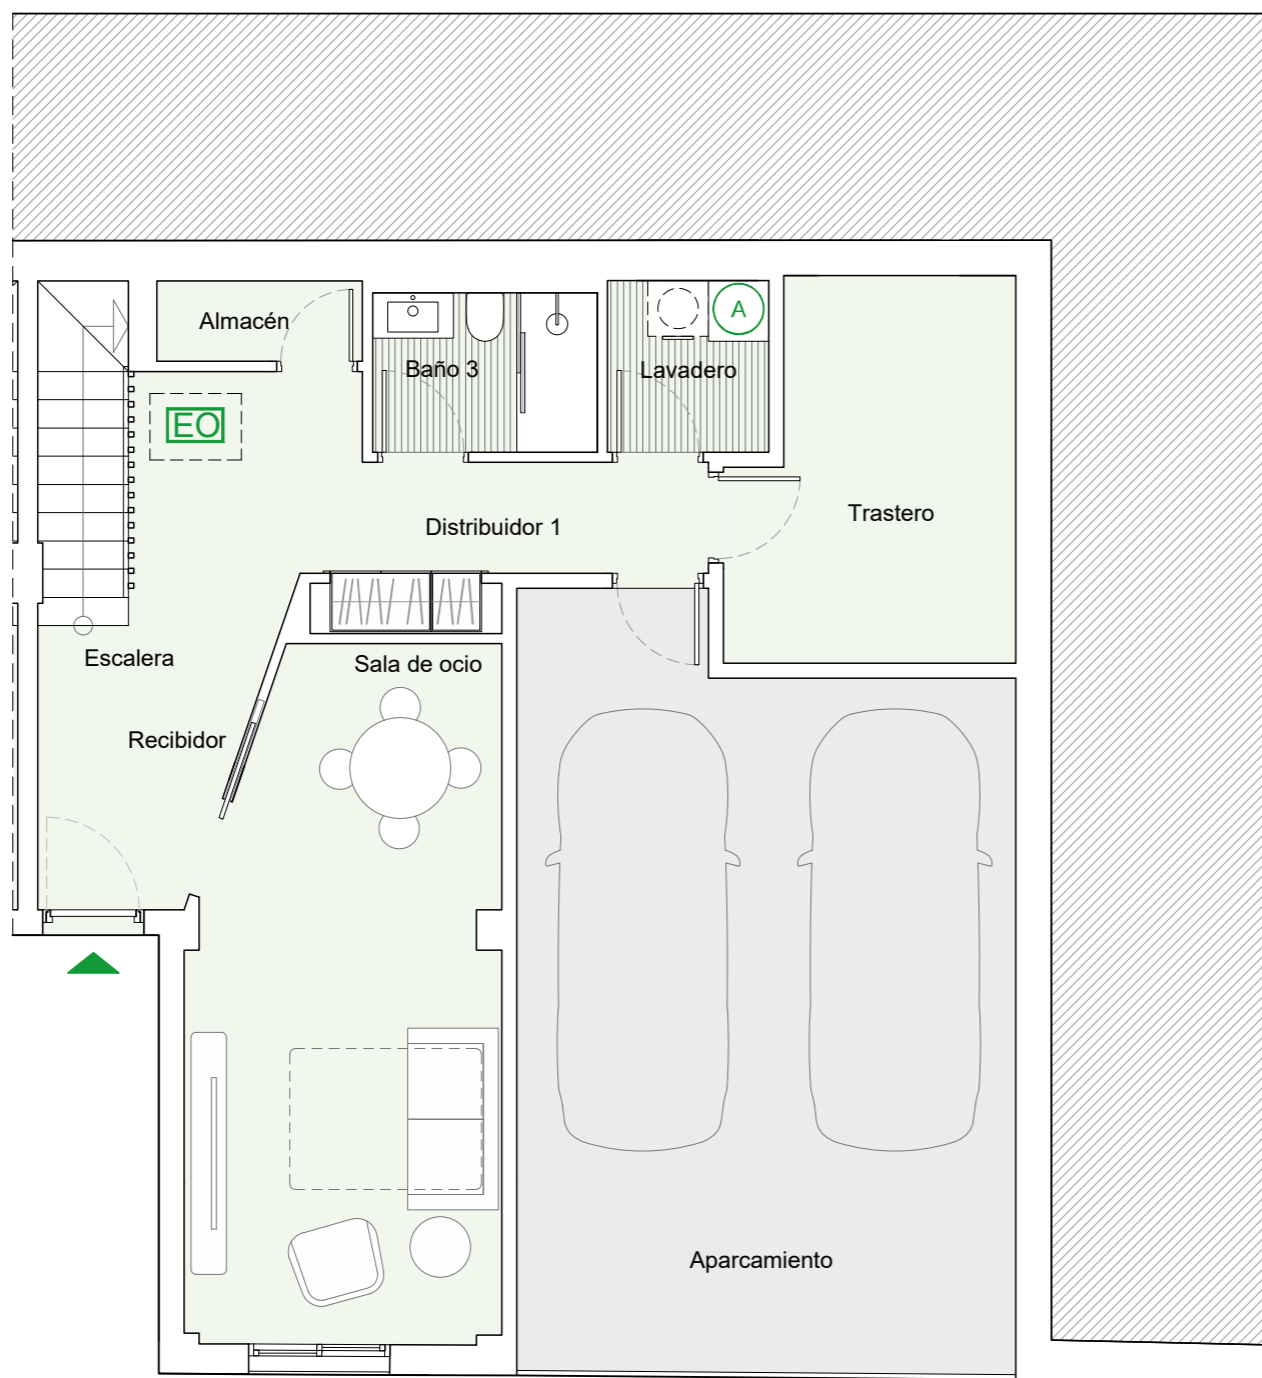 Almacén
Baño 3
Lavadero
A
EO
Distribuidor 1
Trastero
Escalera
Sala de ocio
Recibidor
Aparcamiento